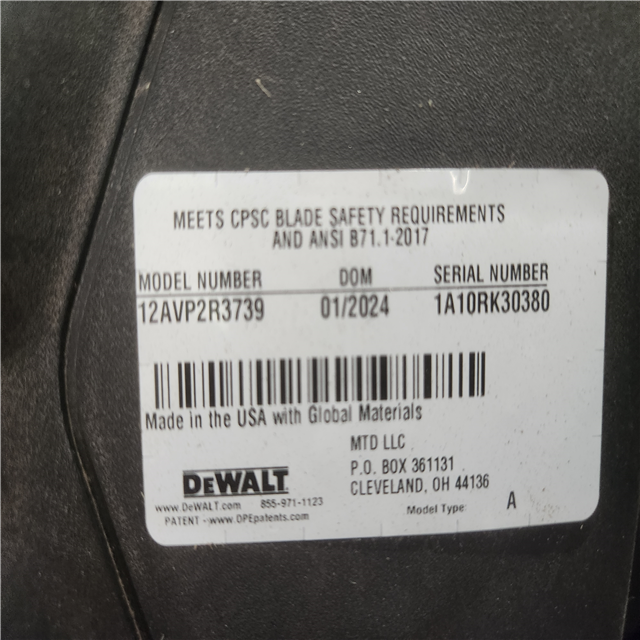 MEETS CPSC BLADE SAFETY REQUIREMENTS
AND ANSI B71.1-2017
MODEL NUMBER DOM SERIAL NUMBER
12AVP2R3739 01/2024 1A10RK30380
Made in the USA with Global Materials
MTD LLC
P.O. BOX 361131
CLEVELAND, OH 44136
DEWALT
www.DeWALT.com 855-971-1123
PATENT -www.OPEpatents.com
Model Type: A